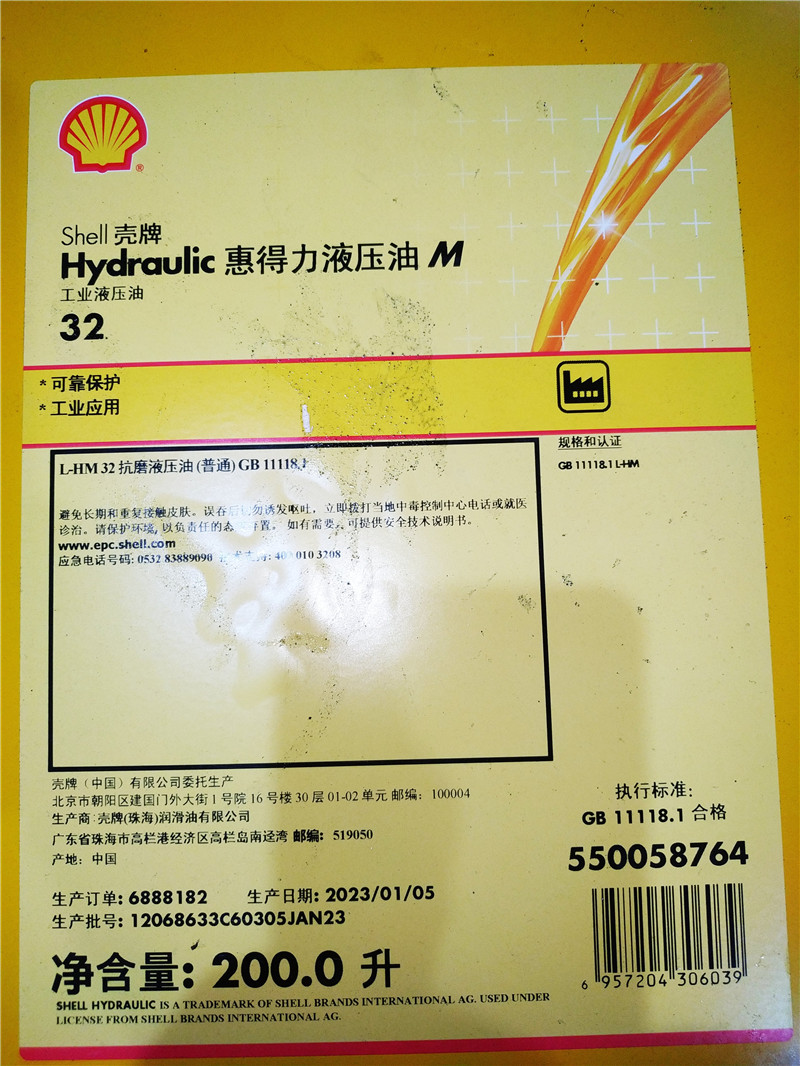 Shell 壳牌
Hydraulic 惠得力液压油 M
工业液压油
32
* 可靠保护
* 工业应用
规格和认证
GB 11118.1 L-HM
L-HM 32 抗磨液压油 (普通) GB 11118.1
避免长期和重复接触皮肤。误吞后切勿诱发呕吐，立即拨打当地中毒控制中心电话或就医
诊治。请保护环境, 以负责任的态 弃置。 如有需要，可提供安全技术说明书。
www.epc.shell.com
应急电话号码: 0532 83889090 : 400 010 3208
壳牌（中国）有限公司委托生产
北京市朝阳区建国门外大街 1 号院 16 号楼 30 层 01-02 单元 邮编：100004
生产商:壳牌(珠海)润滑油有限公司
广东省珠海市高栏港经济区高栏岛南迳湾 邮编：519050
产地：中国
执行标准:
GB 11118.1 合格
550058764
生产订单: 6888182 生产日期: 2023/01/05
生产批号: 12068633C60305JAN23
净含量: 200.0 升
6 957204 306039
SHELL HYDRAULIC IS A TRADEMARK OF SHELL BRANDS INTERNATIONAL AG. USED UNDER
LICENSE FROM SHELL BRANDS INTERNATIONAL AG.